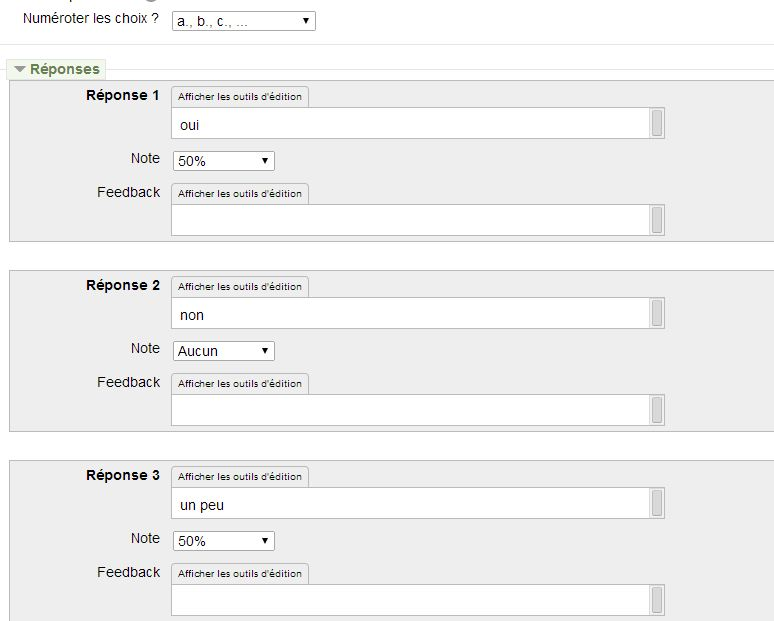 Numéroter les choix ? a., b., c., ...
Réponses
Réponse 1 Afficher les outils d'édition
oui
Note 50%
Feedback Afficher les outils d'édition
Réponse 2 Afficher les outils d'édition
non
Note Aucun
Feedback Afficher les outils d'édition
Réponse 3 Afficher les outils d'édition
un peu
Note 50%
Feedback Afficher les outils d'édition